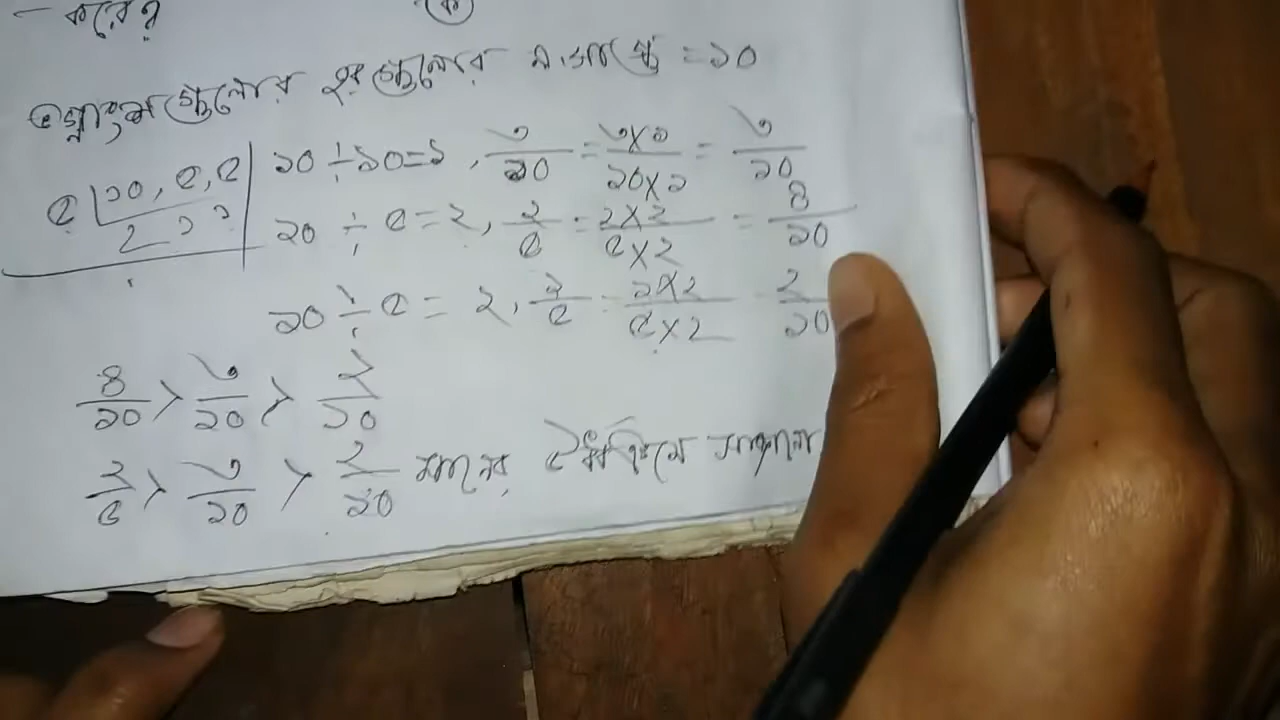 - করে?
ক
ভগ্নাংশগুলোর হরগুলোর ল.সা.গু = ১০
৫ | ১০, ৫, ৫
২ ১ ১
১০ ÷ ১০ = ১, ৩/১০ = ৩×১/১০×১ = ৩/১০
১০ ÷ ৫ = ২, ২/৫ = ২×২/৫×২ = ৪/১০
১০ ÷ ৫ = ২, ১/৫ = ১×২/৫×২ = ২/১০
৪/১০ > ৩/১০ > ২/১০
২/৫ > ৩/১০ > ২/১০ মানের